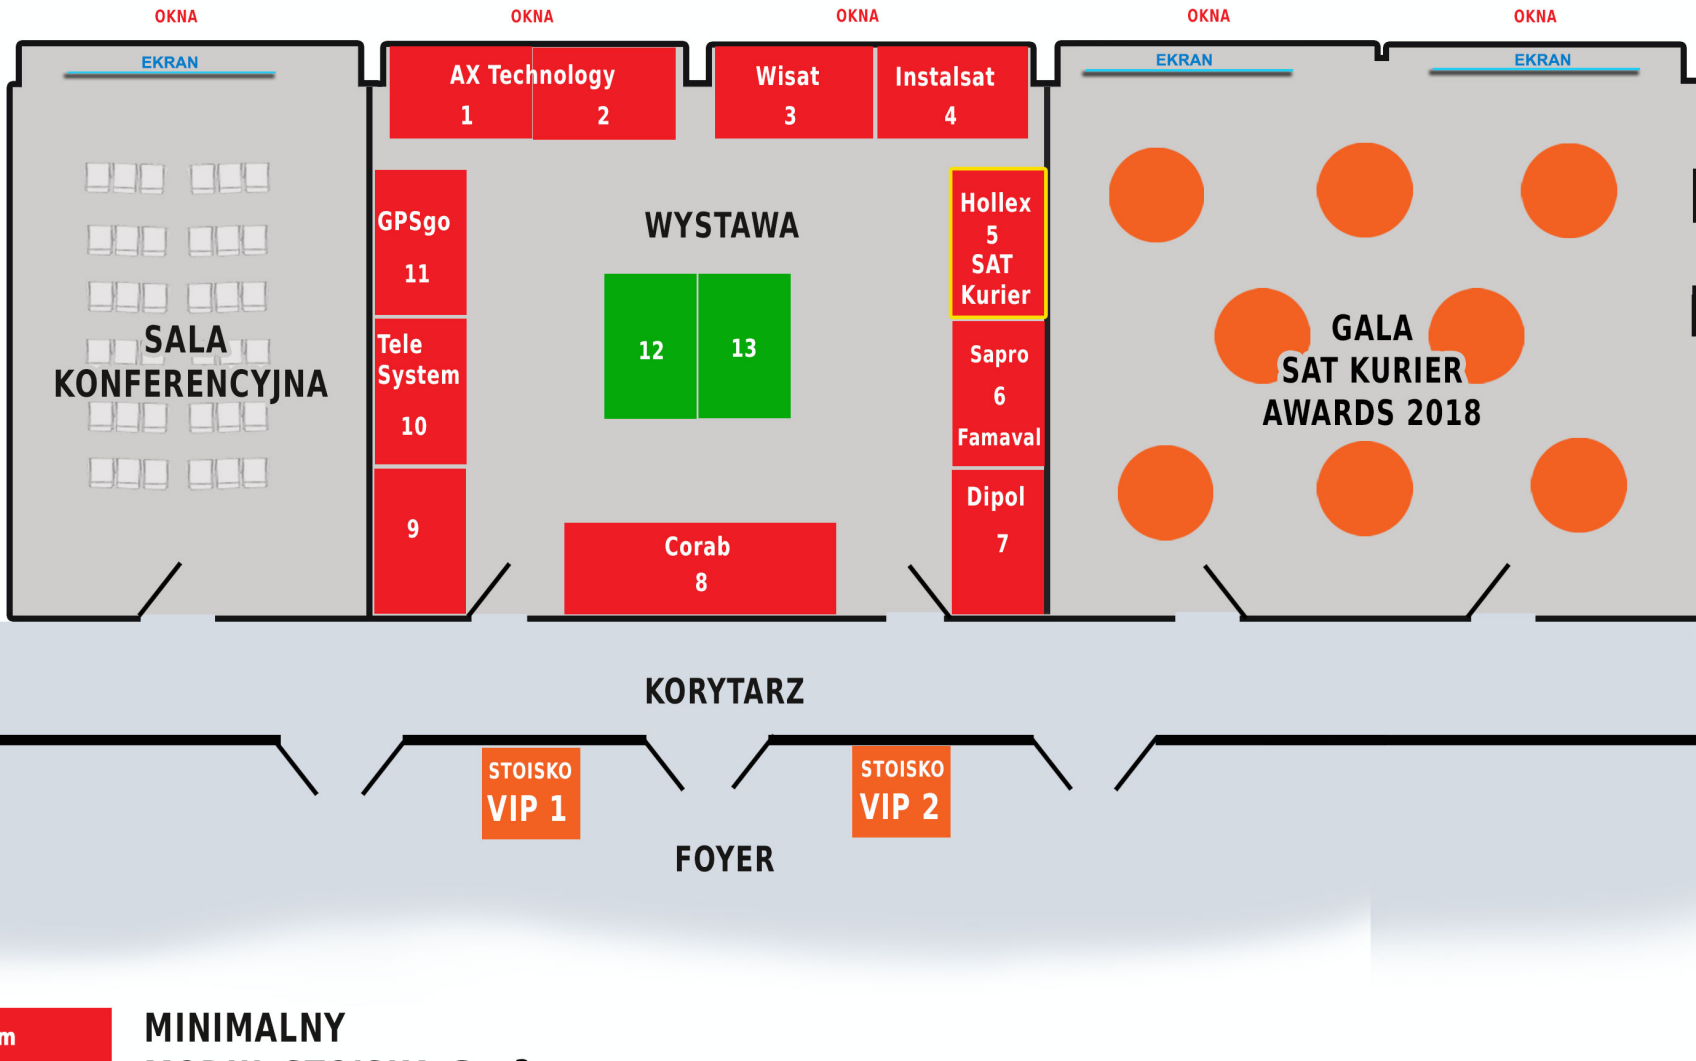 OKNA OKNA OKNA OKNA OKNA
EKRAN EKRAN EKRAN
AX Technology
1 2
Wisat
3
Instalsat
4
GPSgo
11
WYSTAWA
Hollex
5
SAT
Kurier
SALA
KONFERENCYJNA
Tele
System
10
12 13
Sapro
6
Famaval
GALA
SAT KURIER
AWARDS 2018
9
Corab
8
Dipol
7
KORYTARZ
STOISKO
VIP 1
STOISKO
VIP 2
FOYER
m
MINIMALNY